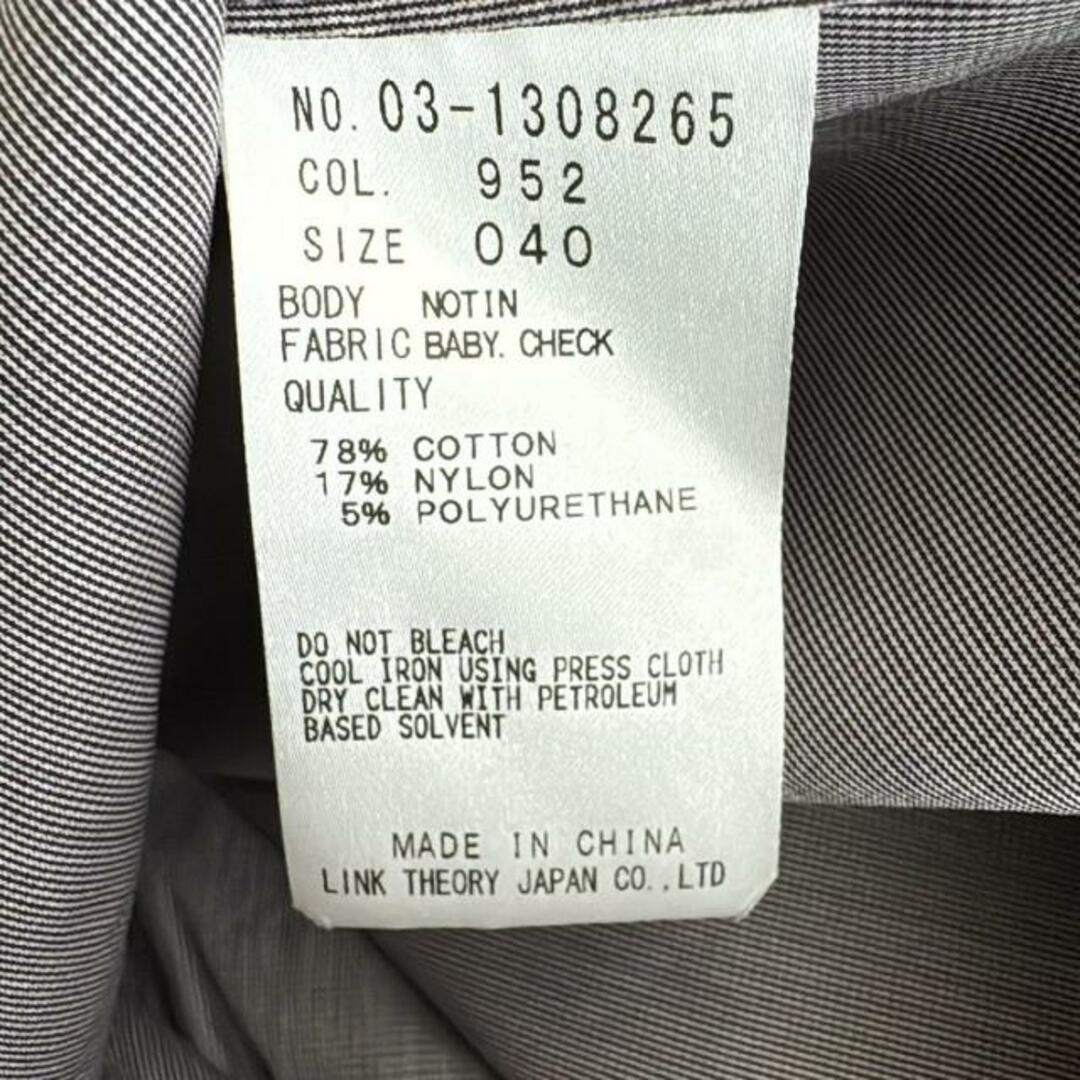 NO. 03-1308265
COL. 952
SIZE 040
BODY NOTIN
FABRIC BABY. CHECK
QUALITY
78% COTTON
17% NYLON
5% POLYURETHANE
DO NOT BLEACH
COOL IRON USING PRESS CLOTH
DRY CLEAN WITH PETROLEUM
BASED SOLVENT
MADE IN CHINA
LINK THEORY JAPAN CO.,LTD